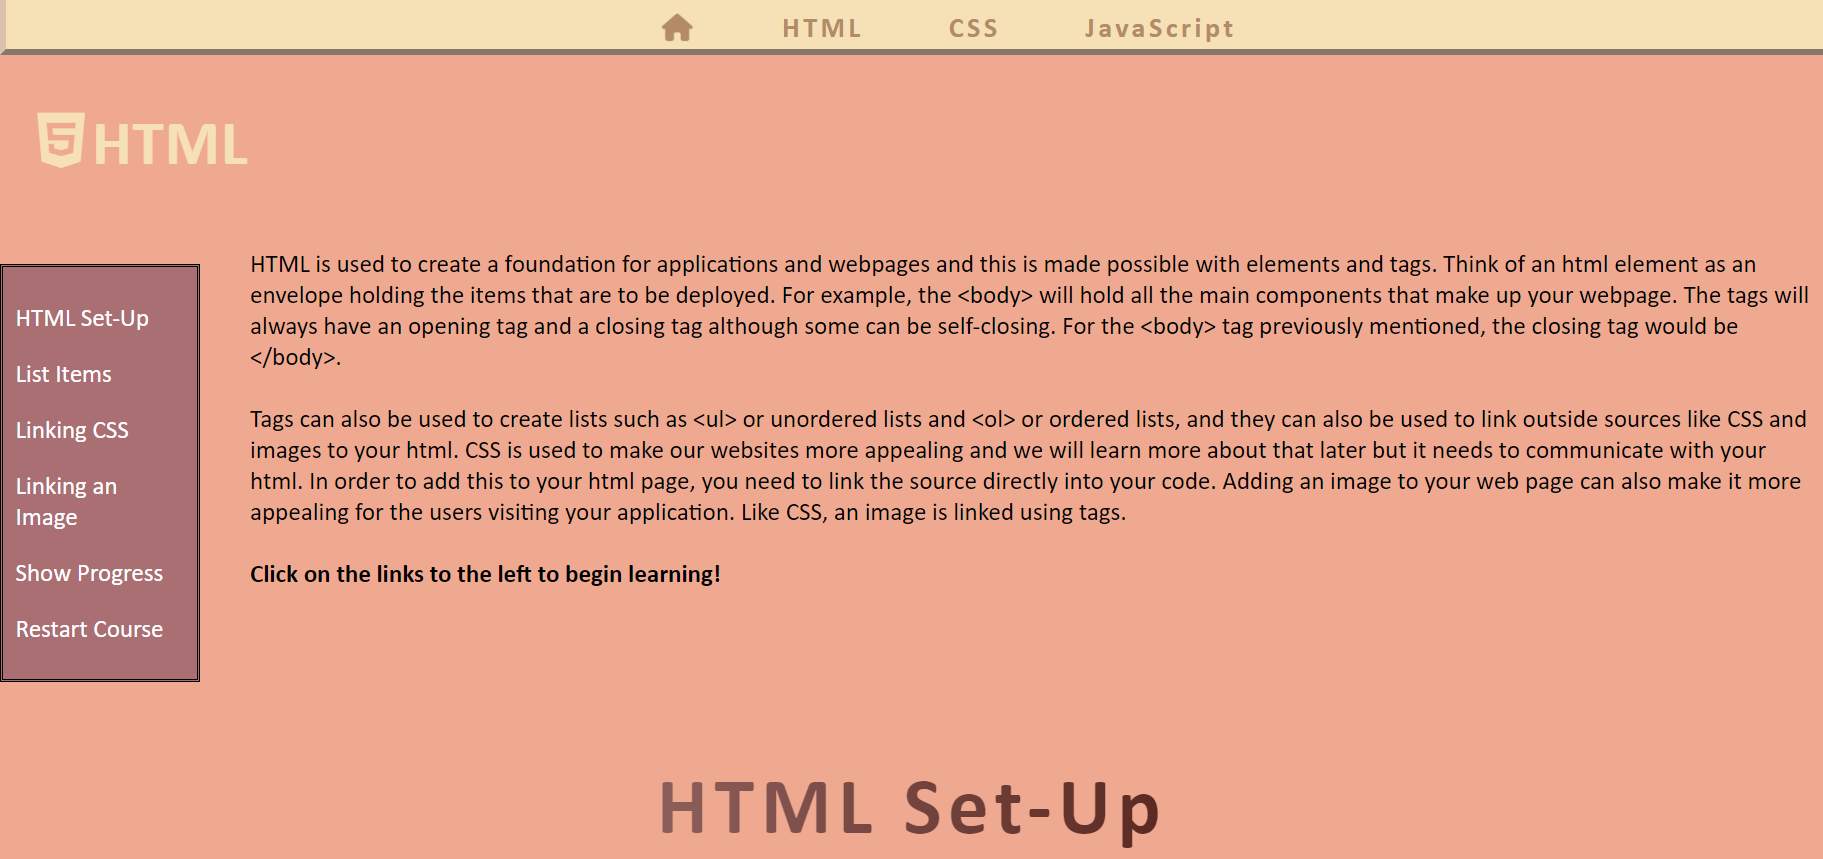 HTML CSS JavaScript
HTML
HTML Set-Up
List Items
Linking CSS
Linking an
Image
Show Progress
Restart Course
HTML is used to create a foundation for applications and webpages and this is made possible with elements and tags. Think of an html element as an
envelope holding the items that are to be deployed. For example, the <body> will hold all the main components that make up your webpage. The tags will
always have an opening tag and a closing tag although some can be self-closing. For the <body> tag previously mentioned, the closing tag would be
</body>.
Tags can also be used to create lists such as <ul> or unordered lists and <ol> or ordered lists, and they can also be used to link outside sources like CSS and
images to your html. CSS is used to make our websites more appealing and we will learn more about that later but it needs to communicate with your
html. In order to add this to your html page, you need to link the source directly into your code. Adding an image to your web page can also make it more
appealing for the users visiting your application. Like CSS, an image is linked using tags.
Click on the links to the left to begin learning!
HTML Set-Up